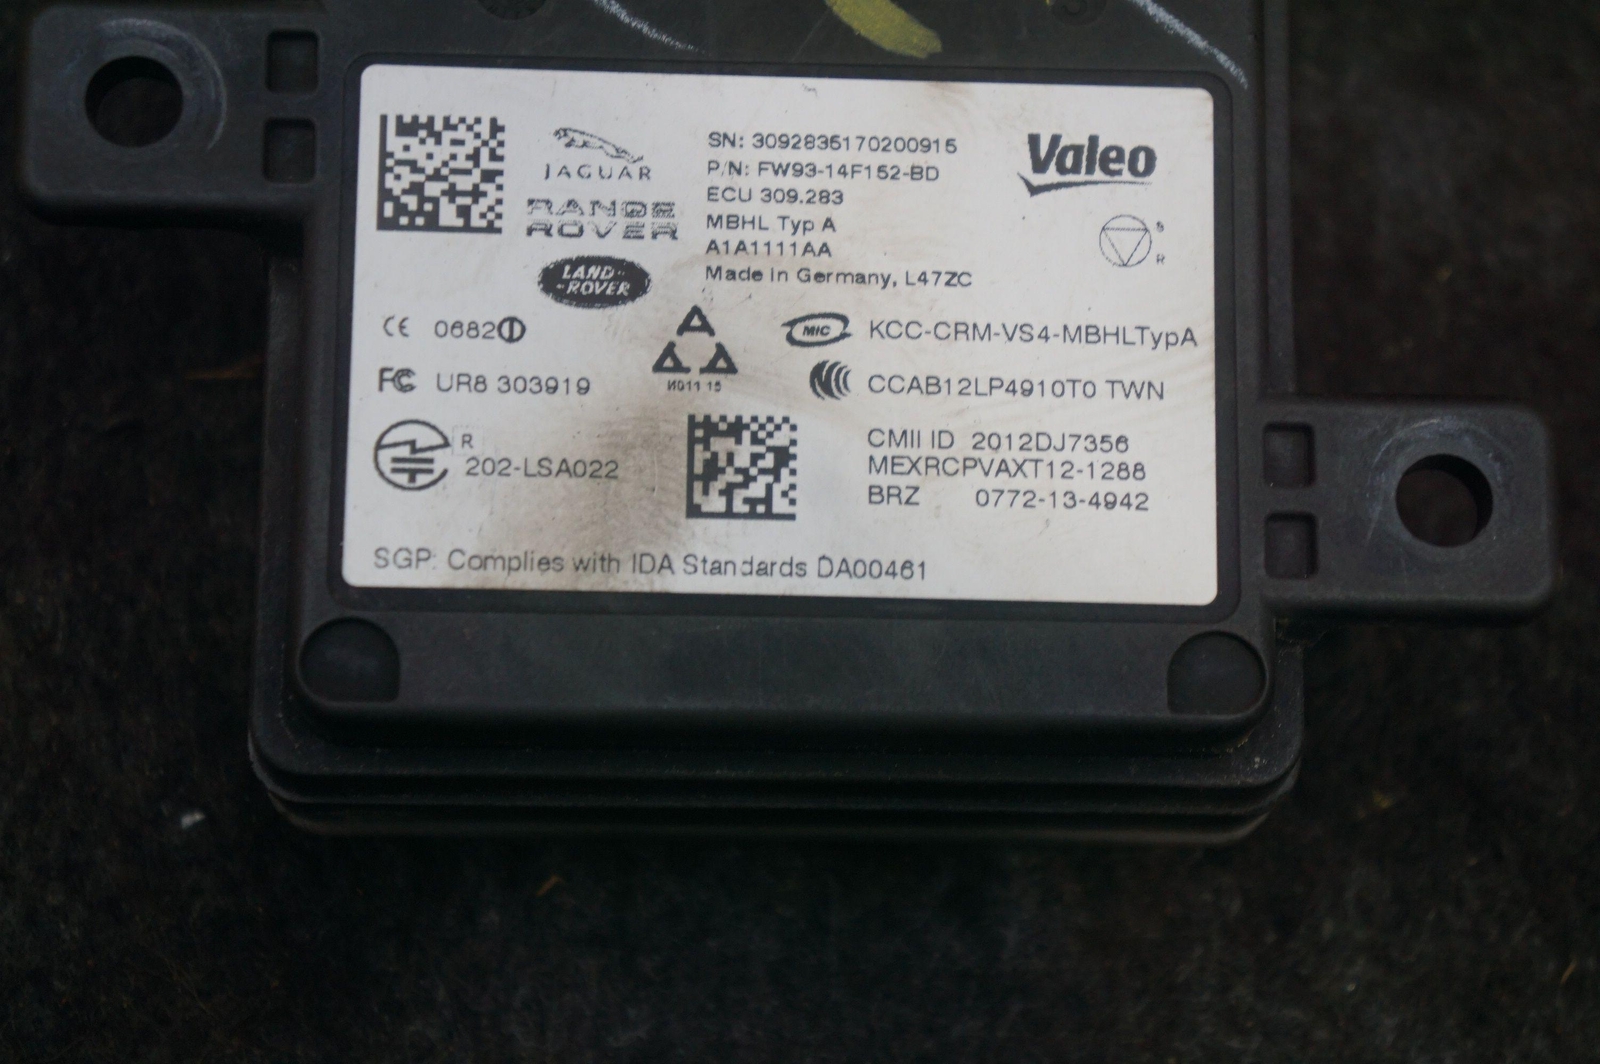 JAGUAR
RANGE
ROVER
LAND-
-ROVER
SN: 3092835170200915
P/N: FW93-14F152-BD
ECU 309.283
MBHL Typ A
A1A1111AA
Made In Germany, L47ZC
Valeo
S
R
CE 0682
MIC KCC-CRM-VS4-MBHLTypA
FC UR8 303919
N011 15
CCAB12LP4910T0 TWN
R
202-LSA022
CMII ID 2012DJ7356
MEXRCPVAXT12-1288
BRZ 0772-13-4942
SGP: Complies with IDA Standards DA00461